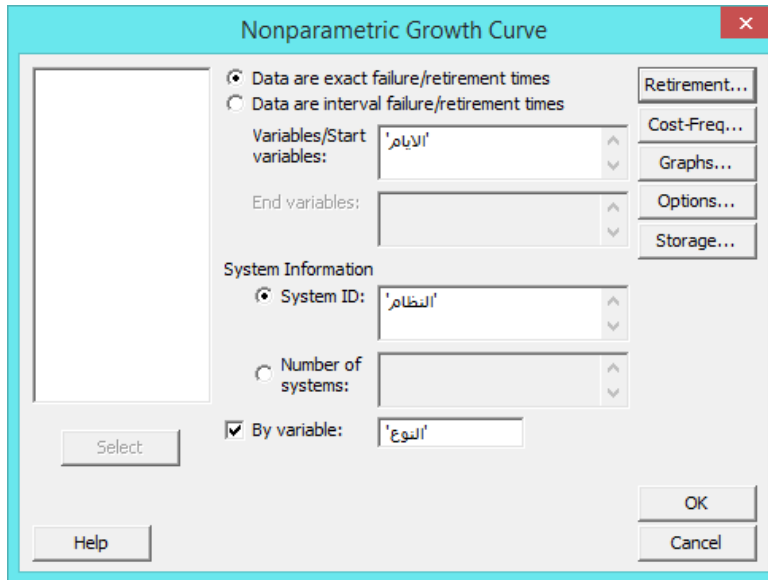 Nonparametric Growth Curve
Data are exact failure/retirement times
Data are interval failure/retirement times
Variables/Start
variables:
'الايام'
End variables:
System Information
System ID:
'النظام'
Number of
systems:
By variable:
'النوع'
Select
Help
Retirement...
Cost-Freq...
Graphs...
Options...
Storage...
OK
Cancel